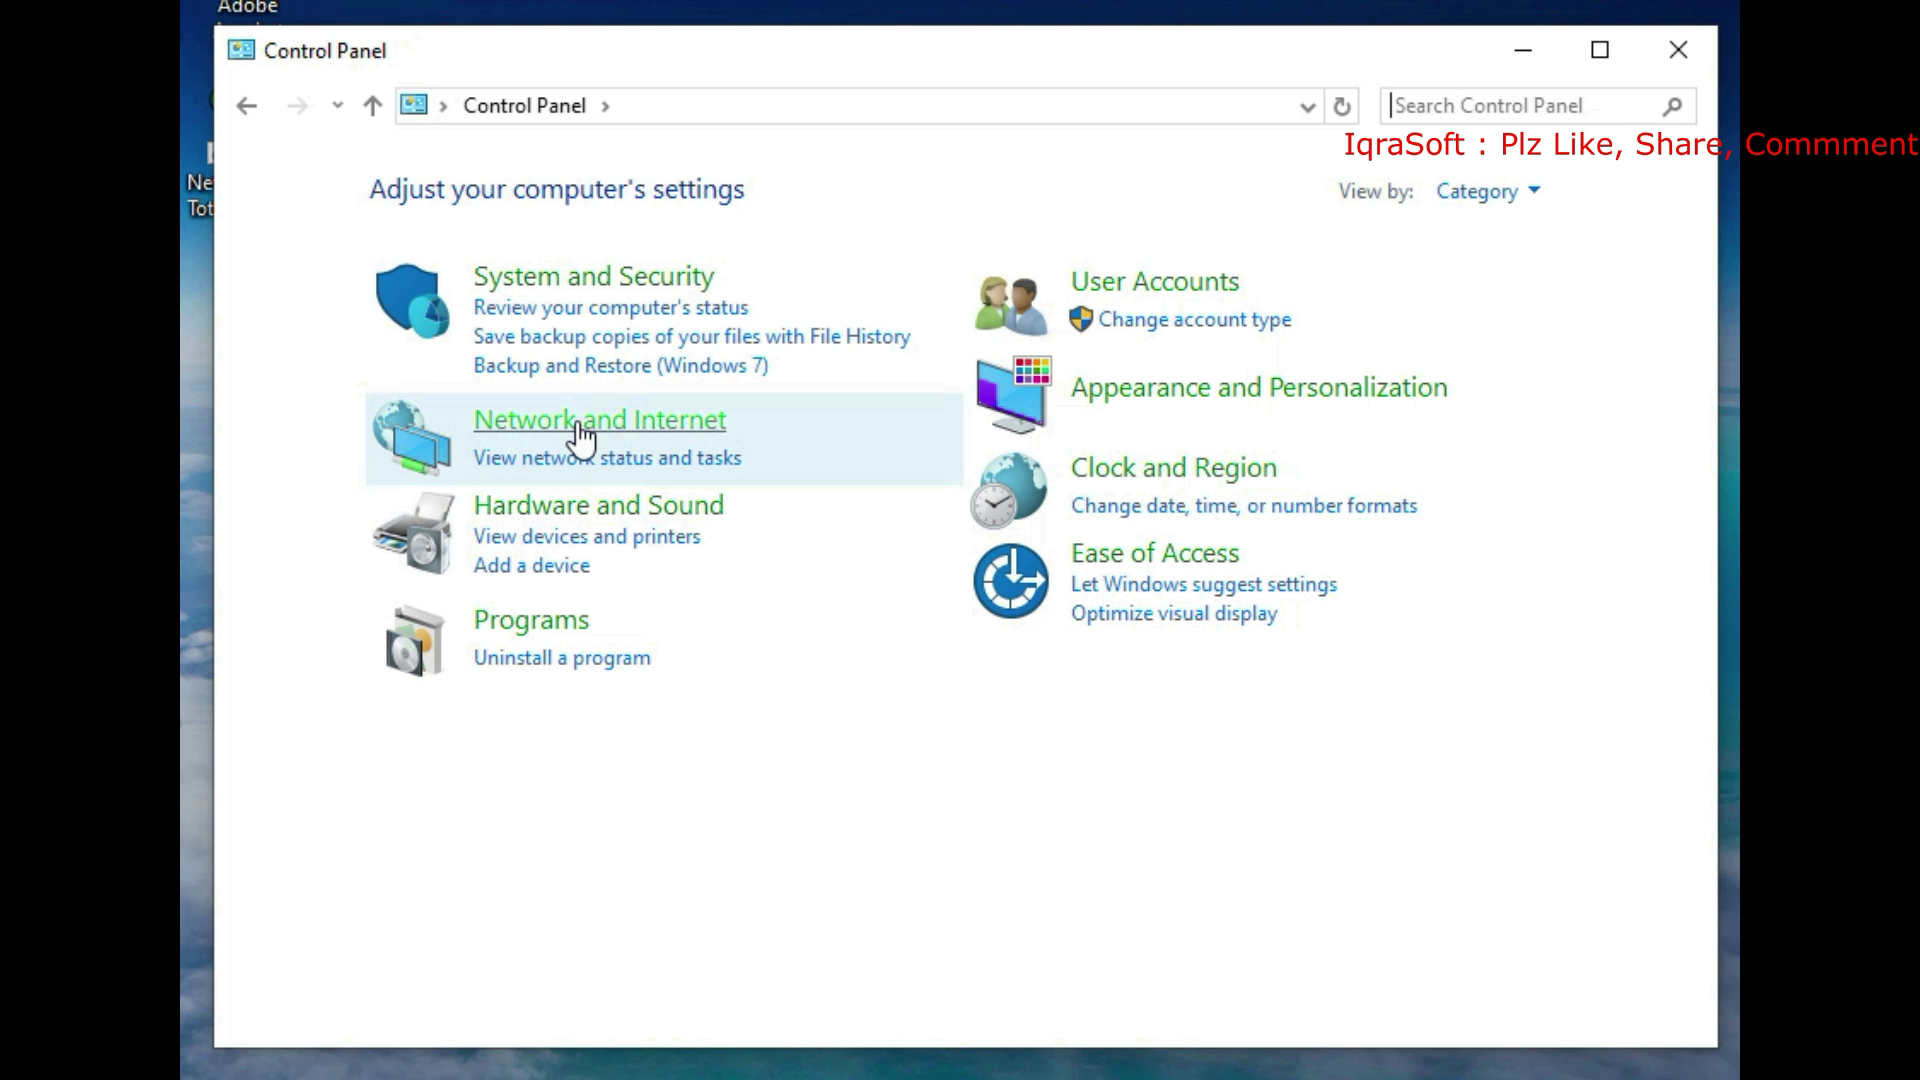 Adobe
Control Panel
Control Panel
Search Control Panel
IqraSoft : Plz Like, Share, Commment
Ne
Tot
Adjust your computer's settings
View by: Category
System and Security
Review your computer's status
Save backup copies of your files with File History
Backup and Restore (Windows 7)
Network and Internet
View network status and tasks
Hardware and Sound
View devices and printers
Add a device
Programs
Uninstall a program
User Accounts
Change account type
Appearance and Personalization
Clock and Region
Change date, time, or number formats
Ease of Access
Let Windows suggest settings
Optimize visual display